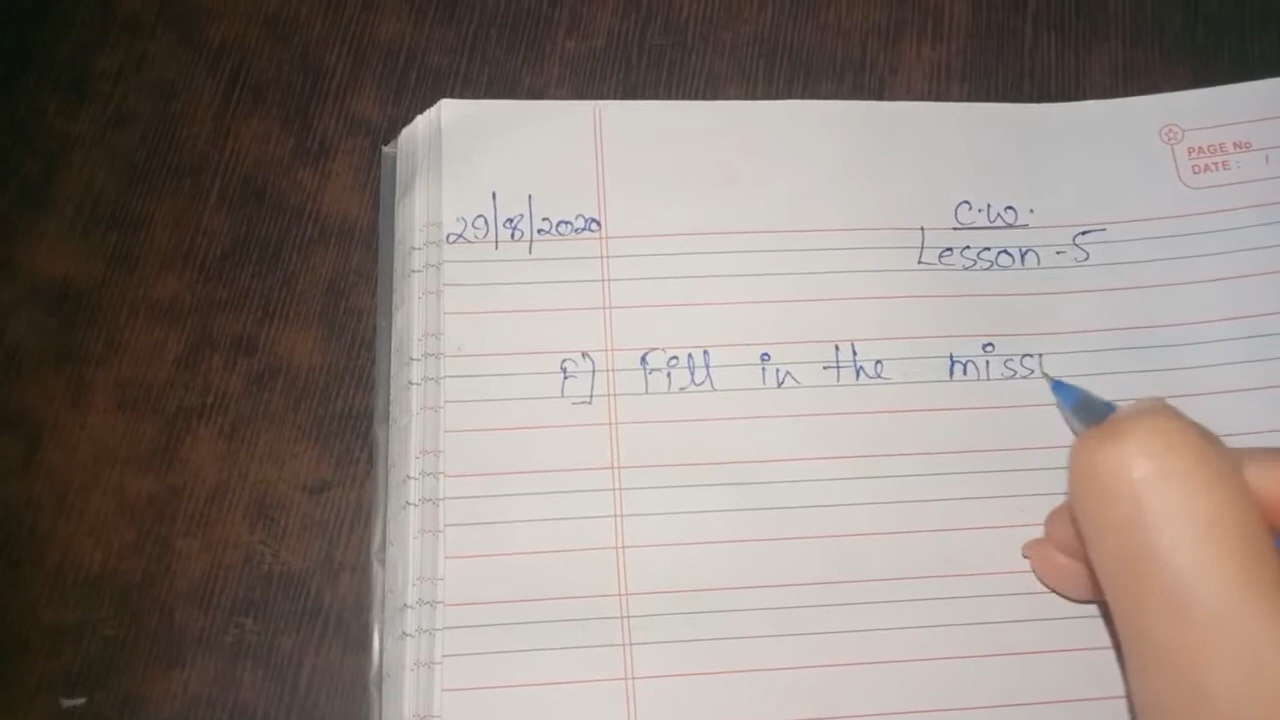 PAGE No
DATE: /
29/8/2020
C.W.
Lesson-5
F] Fill in the missi